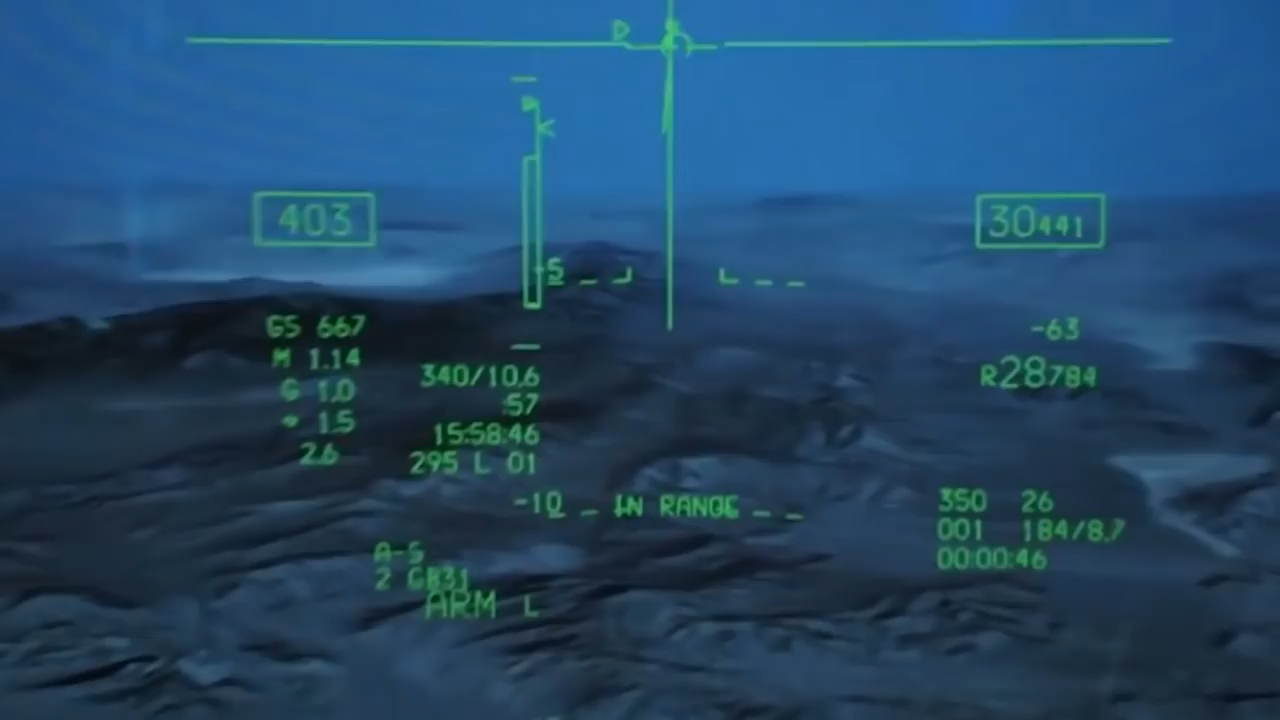 403
30441
-5
GS 667
M 1.14
G 1.0
1.5
2.6
340/10.6
:57
15:58:46
295 L 01
-63
R28784
-10
IN RANGE
350 26
001 184/8.7
00:00:46
A-S
2 GB31
ARM L